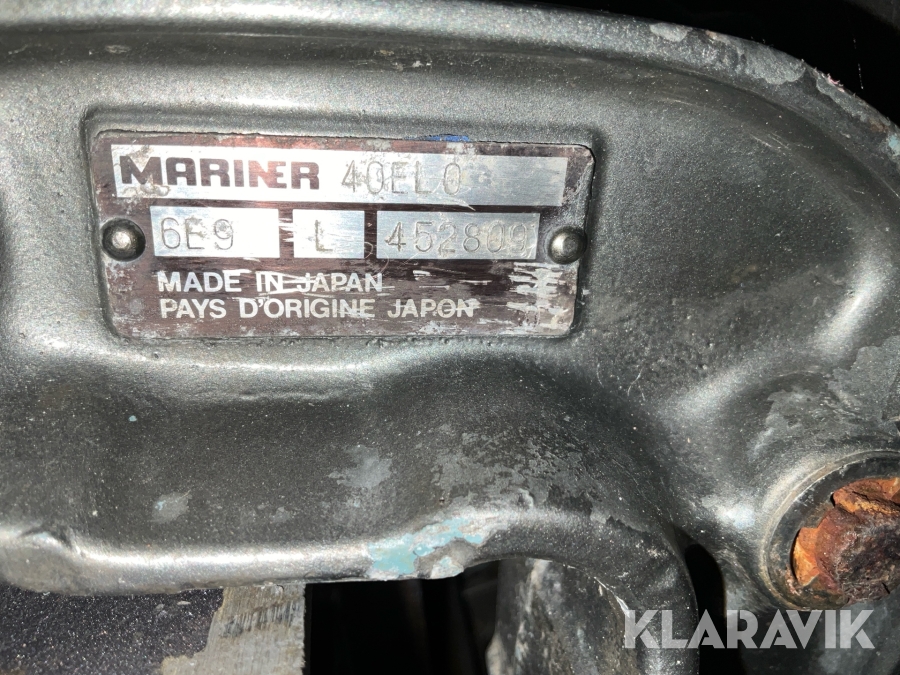 MARINER 40ELO
6E9 L 452809
MADE IN JAPAN
PAYS D'ORIGINE JAPON
KLARAVIK